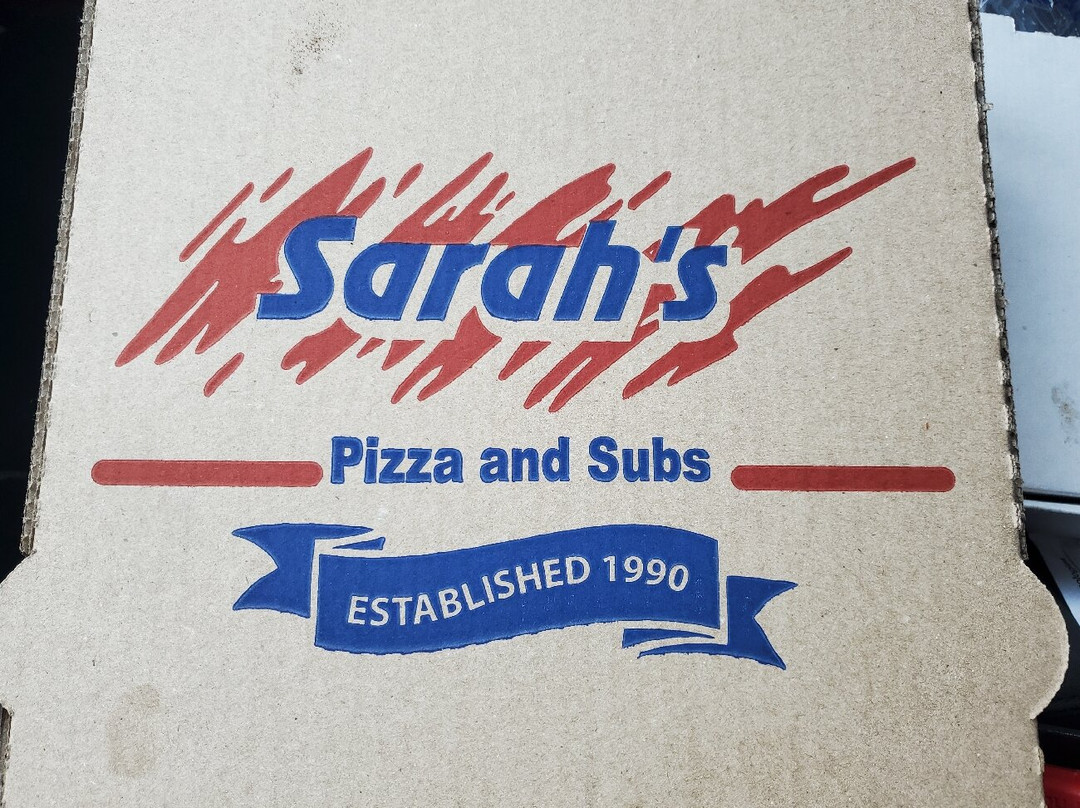 Sarah's
Pizza and Subs
ESTABLISHED 1990